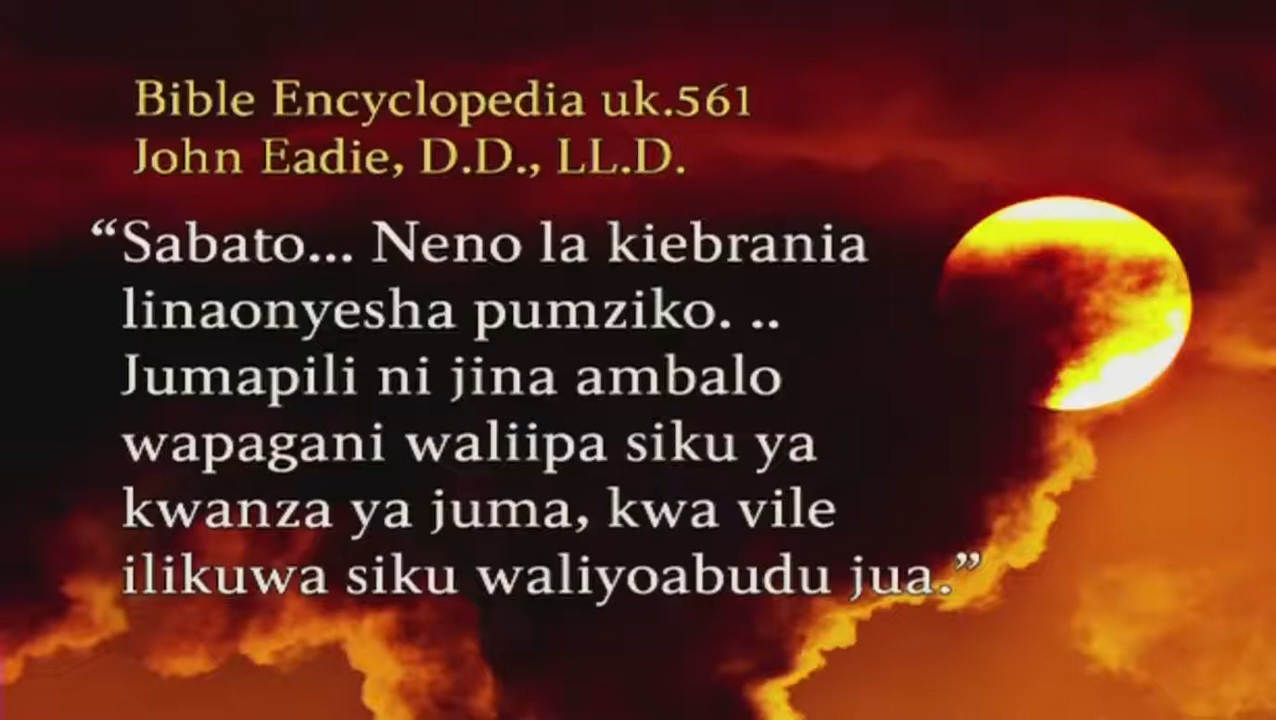 Bible Encyclopedia uk.561
John Eadie, D.D., LL.D.
“Sabato... Neno la kiebrania
linaonyesha pumziko. ..
Jumapili ni jina ambalo
wapagani waliipa siku ya
kwanza ya juma, kwa vile
ilikuwa siku waliyoabudu jua.”